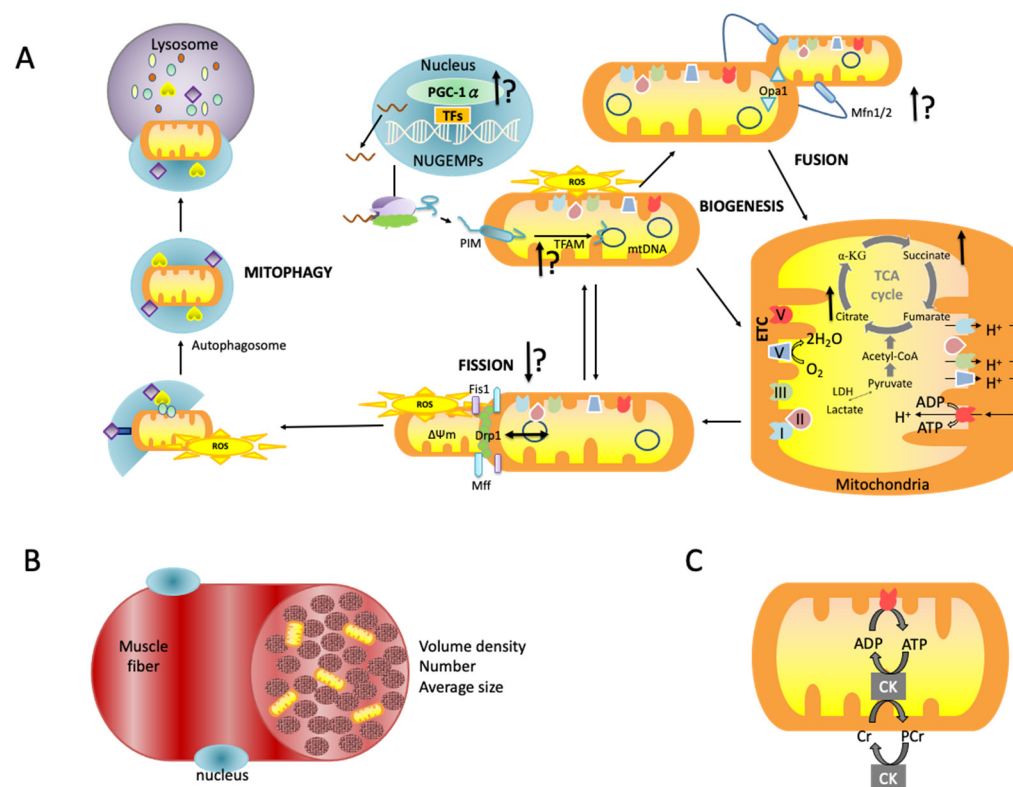 A
Lysosome
MITOPHAGY
Autophagosome
ROS
Nucleus
PGC-1α
?
TFs
NUGEMPs
PIM
ROS
TFAM
mtDNA
?
BIOGENESIS
Opa1
Mfn1/2
?
FUSION
FISSION
?
Fis1
ROS
ΔΨm
Drp1
Mff
α-KG
Succinate
TCA
cycle
Citrate
Fumarate
Acetyl-CoA
Pyruvate
LDH
Lactate
ETC
V
V
2H₂O
O₂
III
II
I
H⁺
H⁺
H⁺
ADP
H⁺
ATP
Mitochondria
B
Muscle
fiber
nucleus
Volume density
Number
Average size
C
ADP
ATP
CK
Cr
PCr
CK